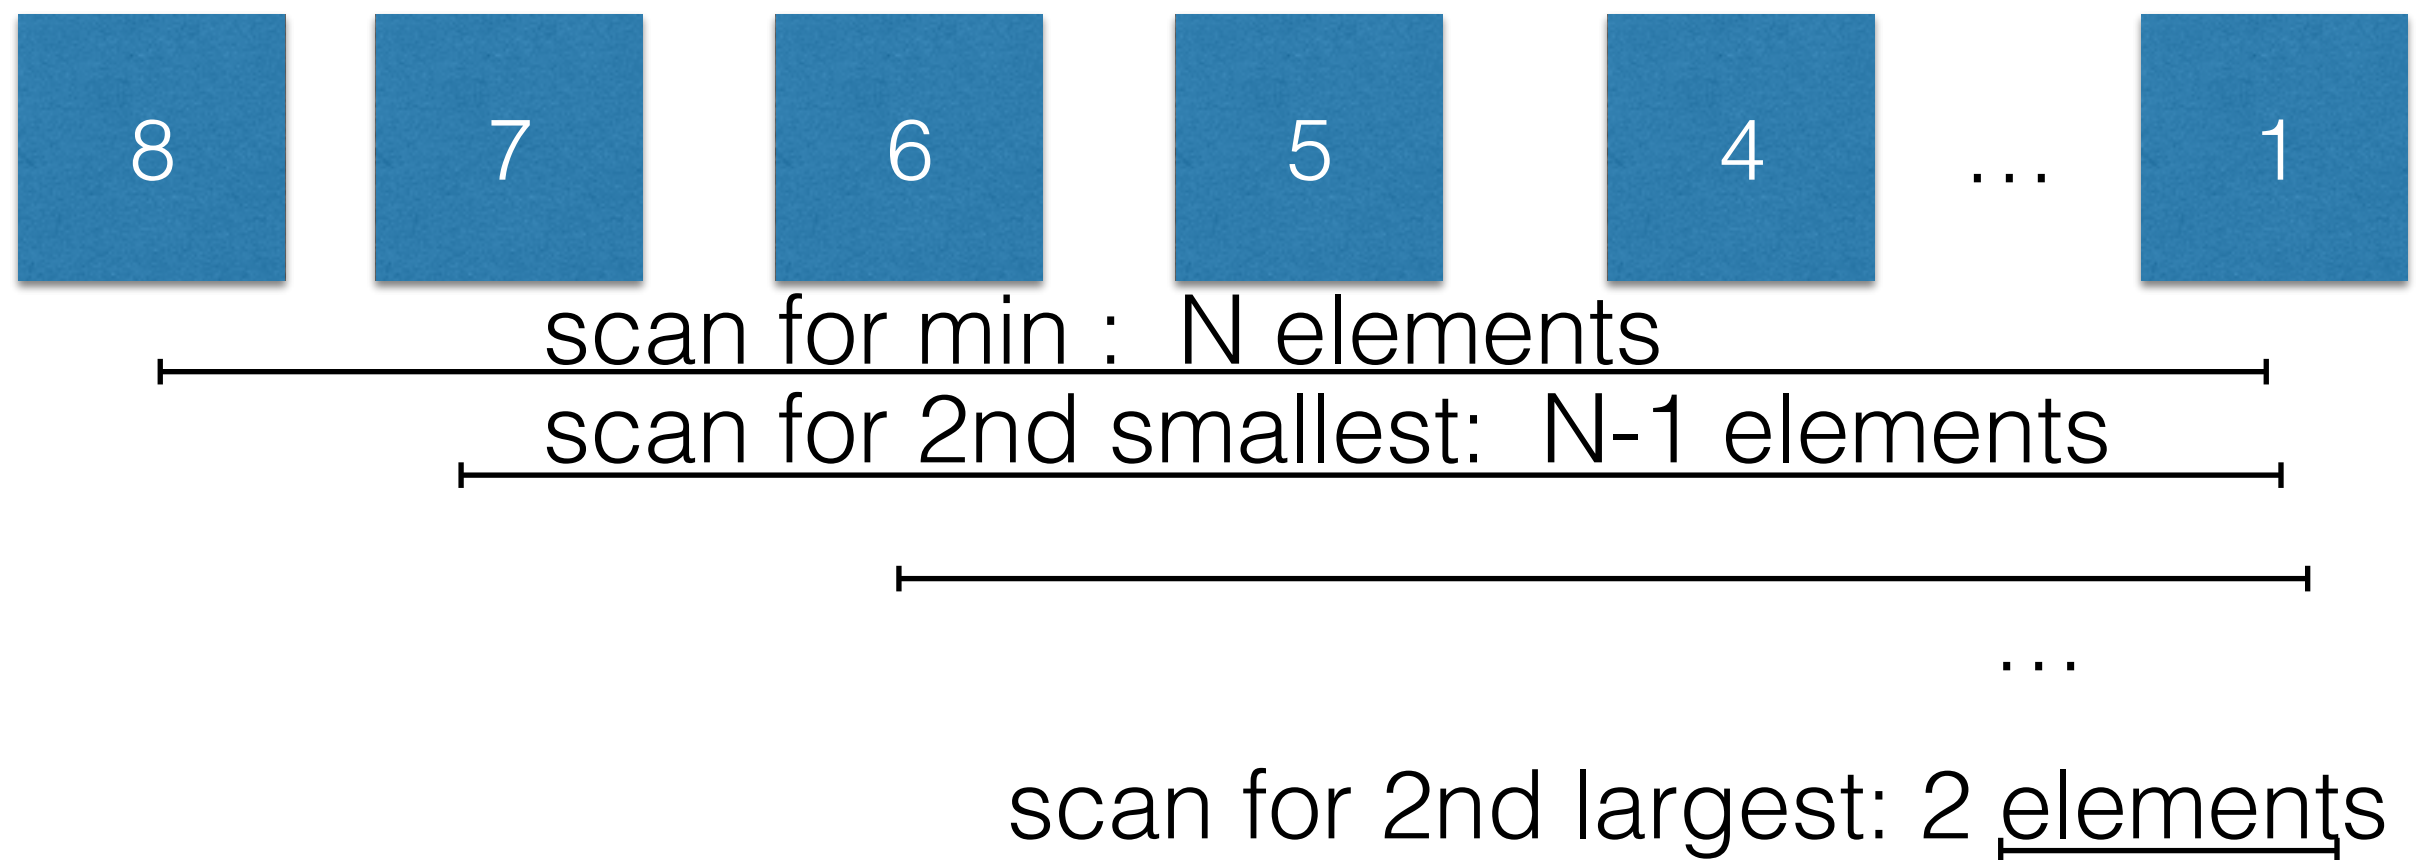 8 7 6 5 4 ... 1
scan for min : N elements
scan for 2nd smallest: N-1 elements
...
scan for 2nd largest: 2 elements